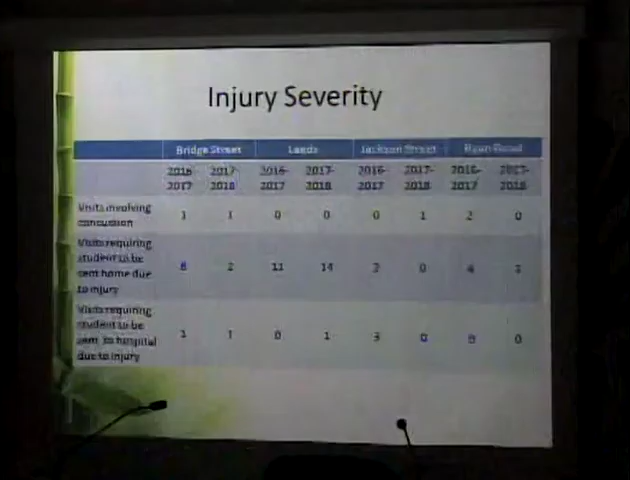 Injury Severity
Bridge Street Leeds Jackson Street Ryan Road
2016- 2017- 2016- 2017- 2016- 2017- 2016- 2017-
2017 2018 2017 2018 2017 2018 2017 2018
Visits involving
concussion 1 1 0 0 0 1 2 0
Visits requiring
student to be
sent home due 8 2 11 14 0 4
to injury
Visits requiring
student to be
sent to hospital 1 1 0 1 3 0 0 0
due to injury